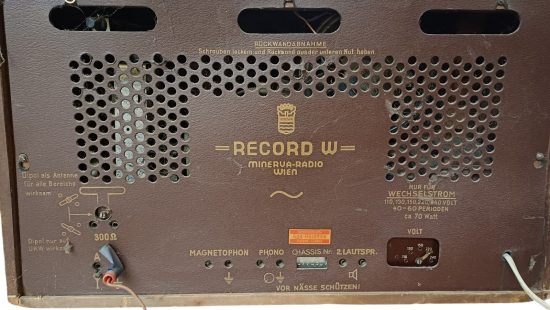 RÜCKWANDABNAHME
Schrauben lockern und Rückwand aus der unteren Nut heben.
RECORD W
MINERVA-RADIO
WIEN
Dipol als Antenne
für alle Bereiche
wirksam.
NUR FÜR
WECHSELSTROM
110, 130, 150, 220, 240 VOLT
40-60 PERIODEN
ca 70 Watt
300 Ω
Dipol nur auf
UKW wirksam
VOLT
MAGNETOPHON
PHONO
CHASSIS Nr.
2. LAUTSPR.
A
VOR NÄSSE SCHÜTZEN!